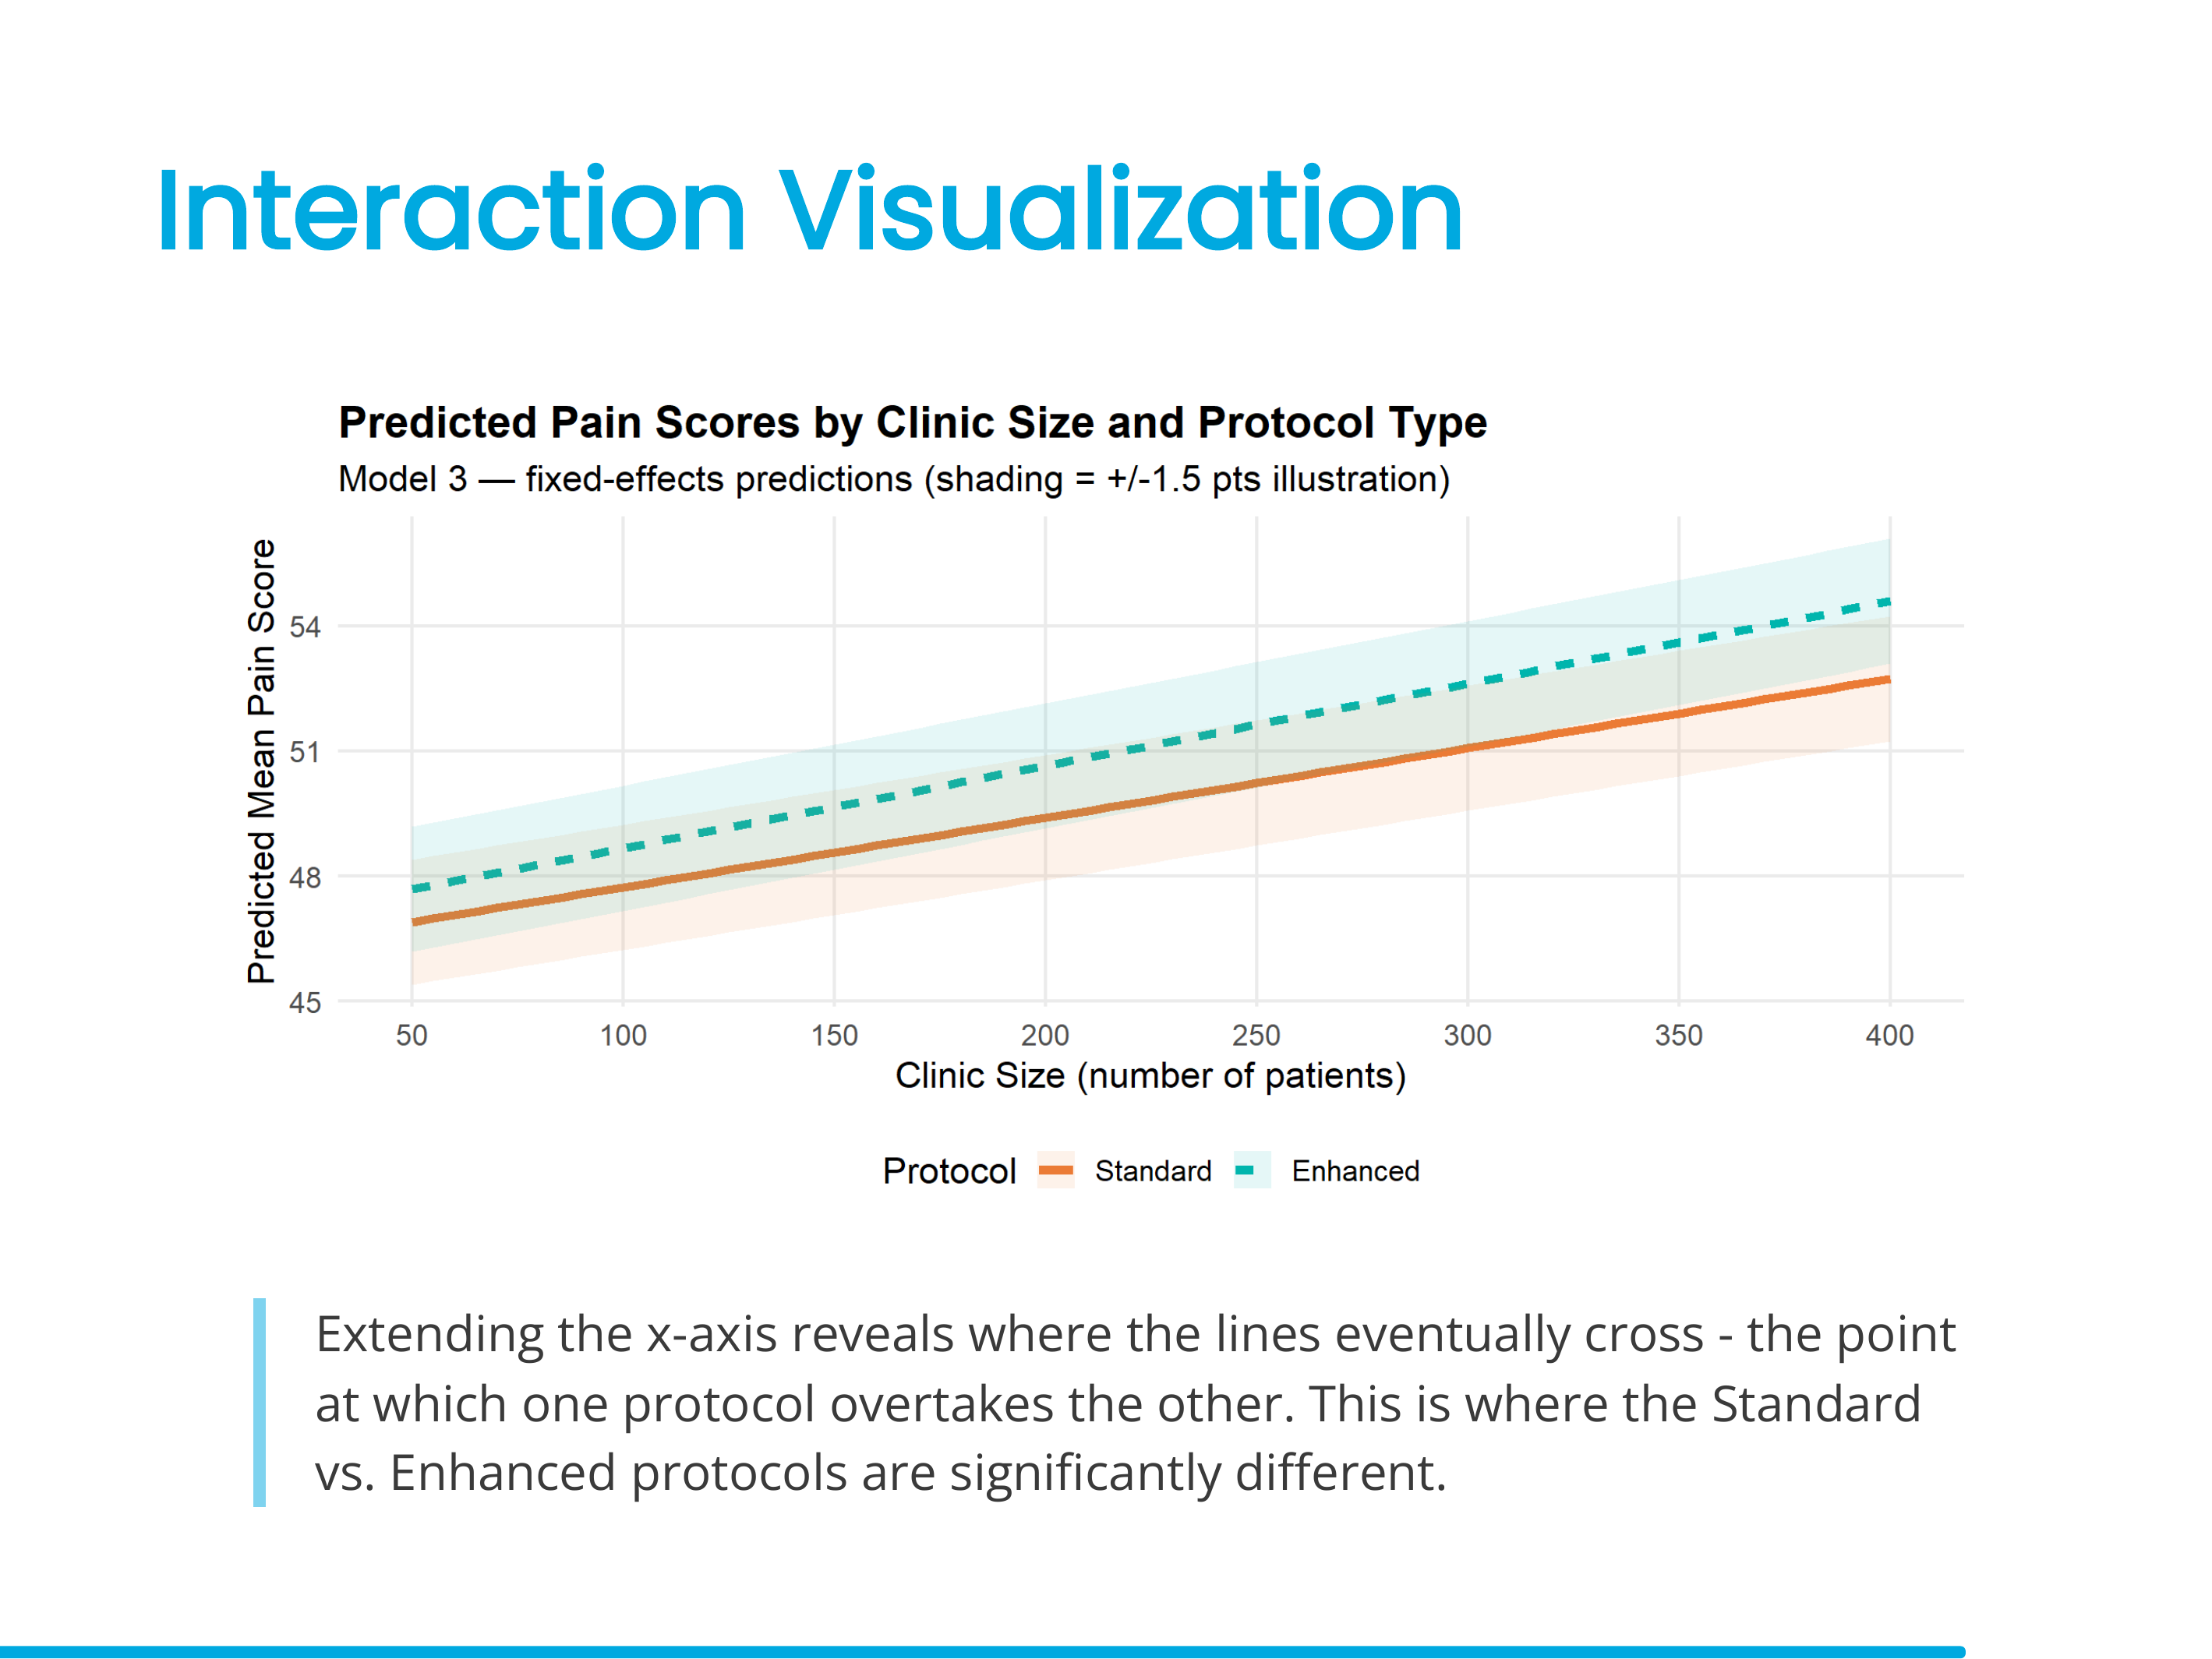 Interaction Visualization
Predicted Pain Scores by Clinic Size and Protocol Type
Model 3 — fixed-effects predictions (shading = +/-1.5 pts illustration)
Predicted Mean Pain Score
54
51
48
45
50 100 150 200 250 300 350 400
Clinic Size (number of patients)
Protocol Standard Enhanced
Extending the x-axis reveals where the lines eventually cross - the point
at which one protocol overtakes the other. This is where the Standard
vs. Enhanced protocols are significantly different.